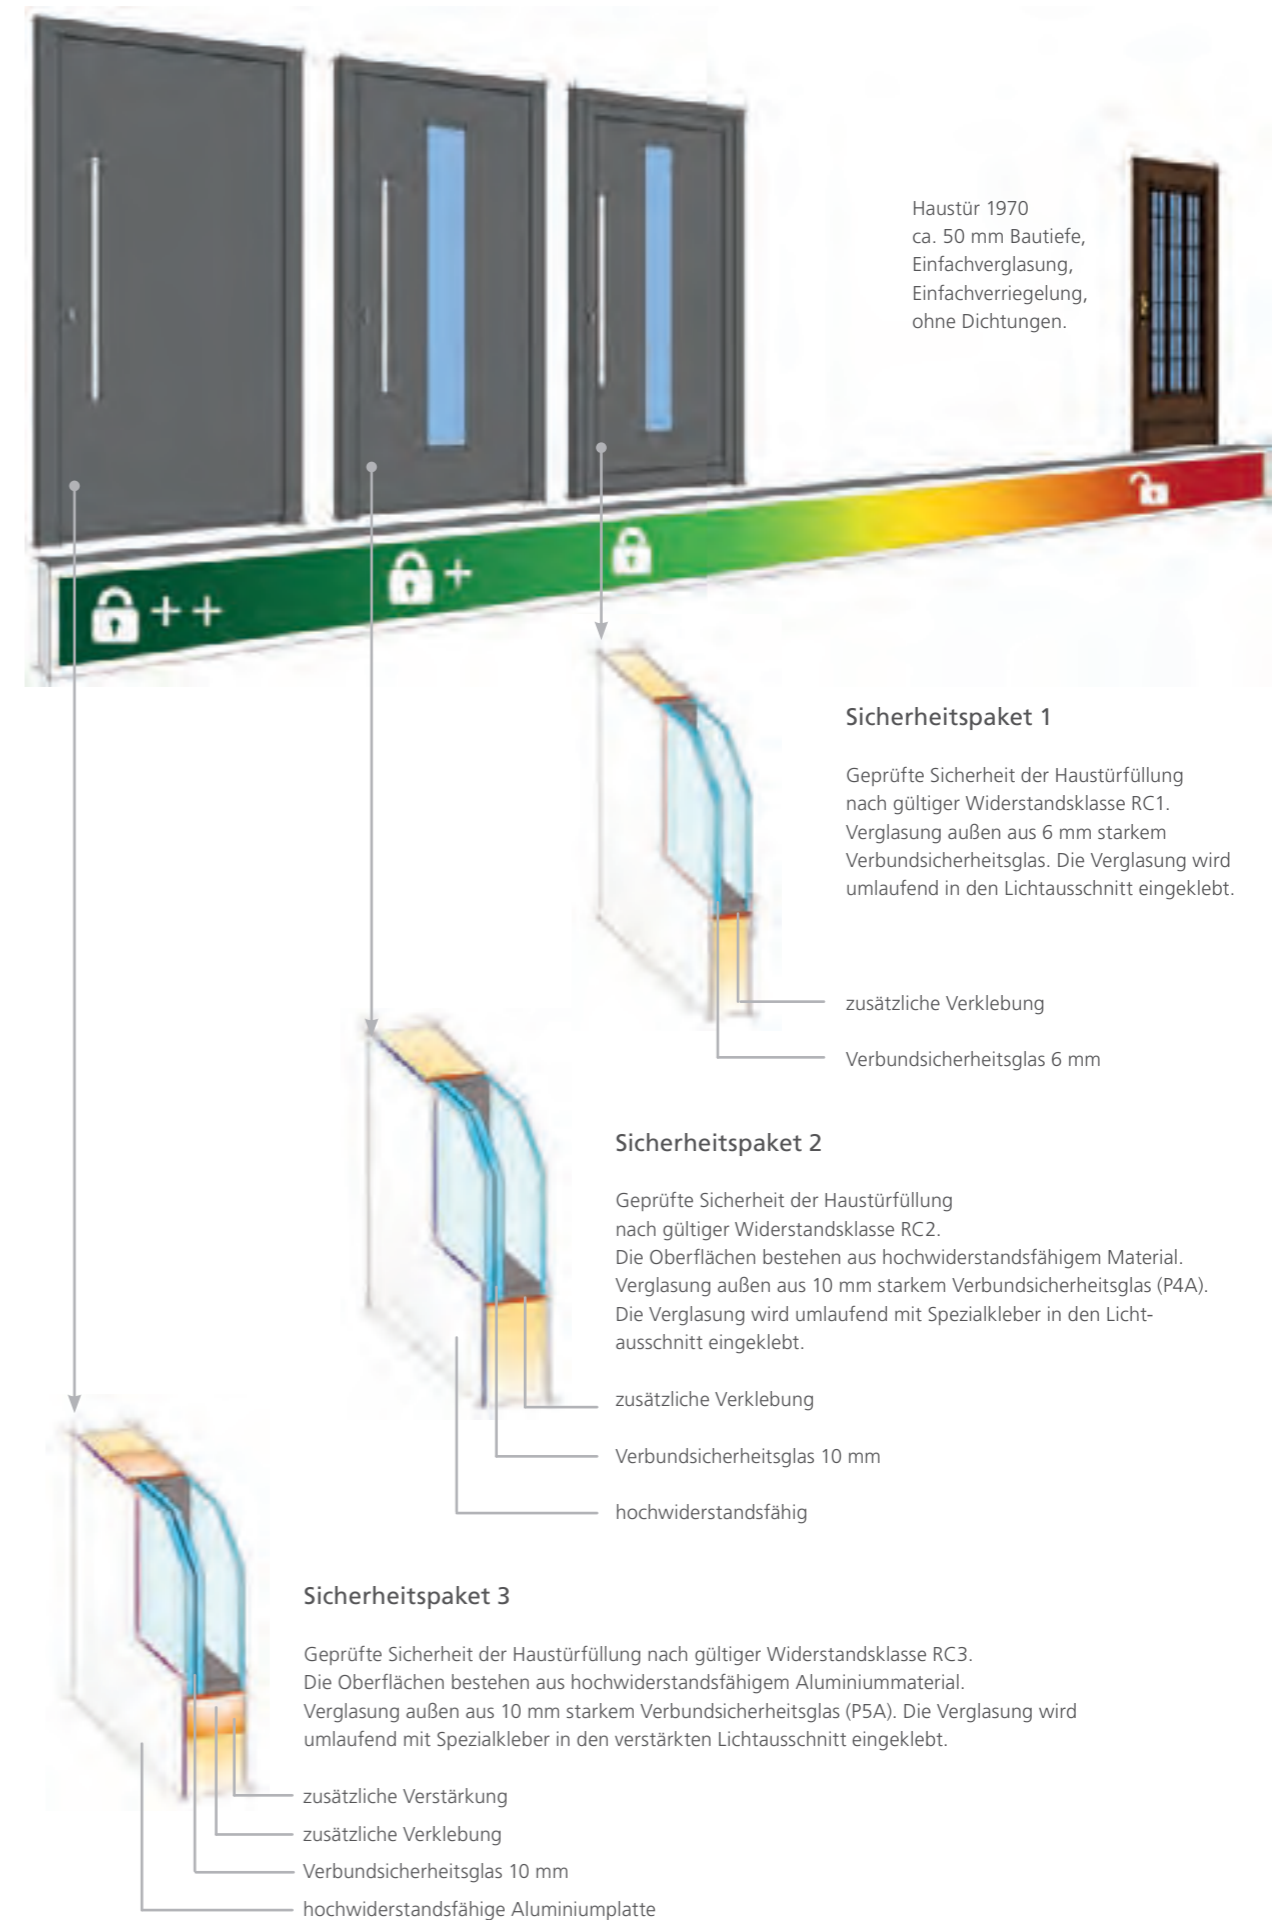 Haustür 1970
ca. 50 mm Bautiefe,
Einfachverglasung,
Einfachverriegelung,
ohne Dichtungen.
++
+
Sicherheitspaket 1
Geprüfte Sicherheit der Haustürfüllung
nach gültiger Widerstandsklasse RC1.
Verglasung außen aus 6 mm starkem
Verbundsicherheitsglas. Die Verglasung wird
umlaufend in den Lichtausschnitt eingeklebt.
zusätzliche Verklebung
Verbundsicherheitsglas 6 mm
Sicherheitspaket 2
Geprüfte Sicherheit der Haustürfüllung
nach gültiger Widerstandsklasse RC2.
Die Oberflächen bestehen aus hochwiderstandsfähigem Material.
Verglasung außen aus 10 mm starkem Verbundsicherheitsglas (P4A).
Die Verglasung wird umlaufend mit Spezialkleber in den Licht-
ausschnitt eingeklebt.
zusätzliche Verklebung
Verbundsicherheitsglas 10 mm
hochwiderstandsfähig
Sicherheitspaket 3
Geprüfte Sicherheit der Haustürfüllung nach gültiger Widerstandsklasse RC3.
Die Oberflächen bestehen aus hochwiderstandsfähigem Aluminiummaterial.
Verglasung außen aus 10 mm starkem Verbundsicherheitsglas (P5A). Die Verglasung wird
umlaufend mit Spezialkleber in den verstärkten Lichtausschnitt eingeklebt.
zusätzliche Verstärkung
zusätzliche Verklebung
Verbundsicherheitsglas 10 mm
hochwiderstandsfähige Aluminiumplatte